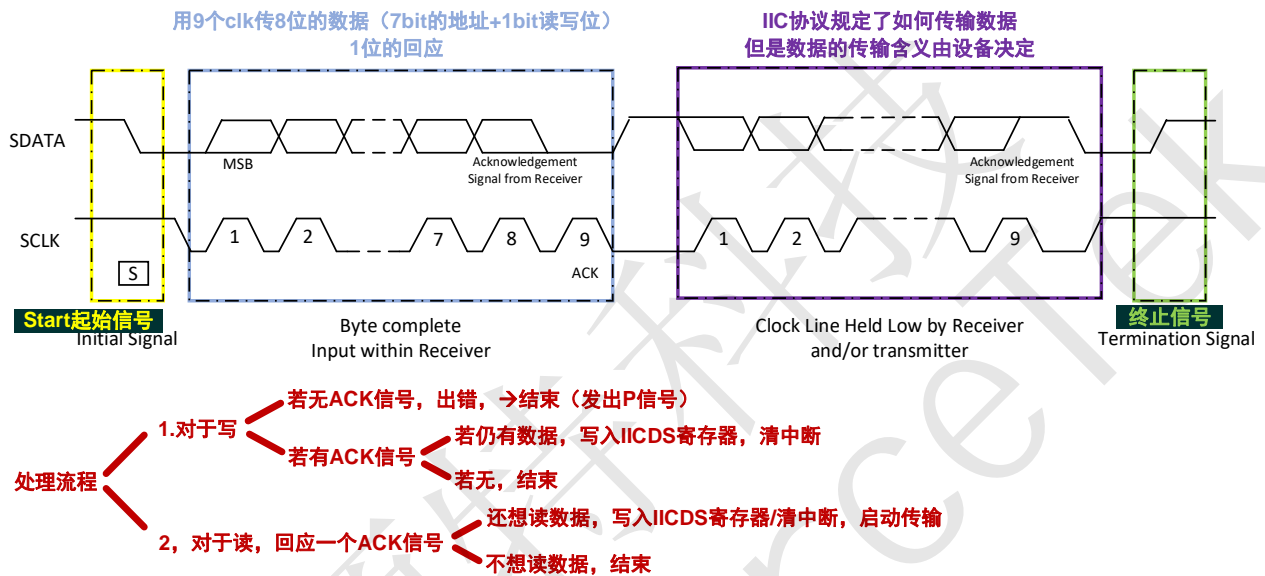 用9个clk传8位的数据（7bit的地址+1bit读写位）
1位的回应
IIC协议规定了如何传输数据
但是数据的传输含义由设备决定
SDATA
MSB
Acknowledgement
Signal from Receiver
Acknowledgement
Signal from Receiver
SCLK
1
2
7
8
9
1
2
9
S
ACK
Start起始信号
Initial Signal
Byte complete
Input within Receiver
Clock Line Held Low by Receiver
and/or transmitter
终止信号
Termination Signal
处理流程
1.对于写
若无ACK信号，出错，→结束（发出P信号）
若有ACK信号
若仍有数据，写入IICDS寄存器，清中断
若无，结束
2，对于读，回应一个ACK信号
还想读数据，写入IICDS寄存器/清中断，启动传输
不想读数据，结束